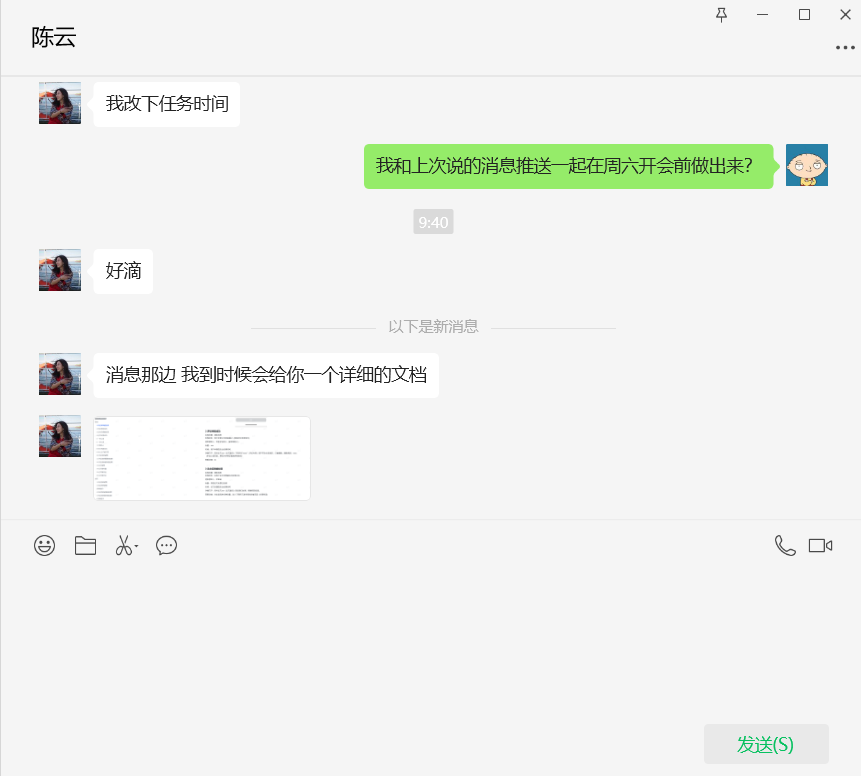 陈云
我改下任务时间
我和上次说的消息推送一起在周六开会前做出来?
9:40
好滴
以下是新消息
消息那边 我到时候会给你一个详细的文档
发送(S)